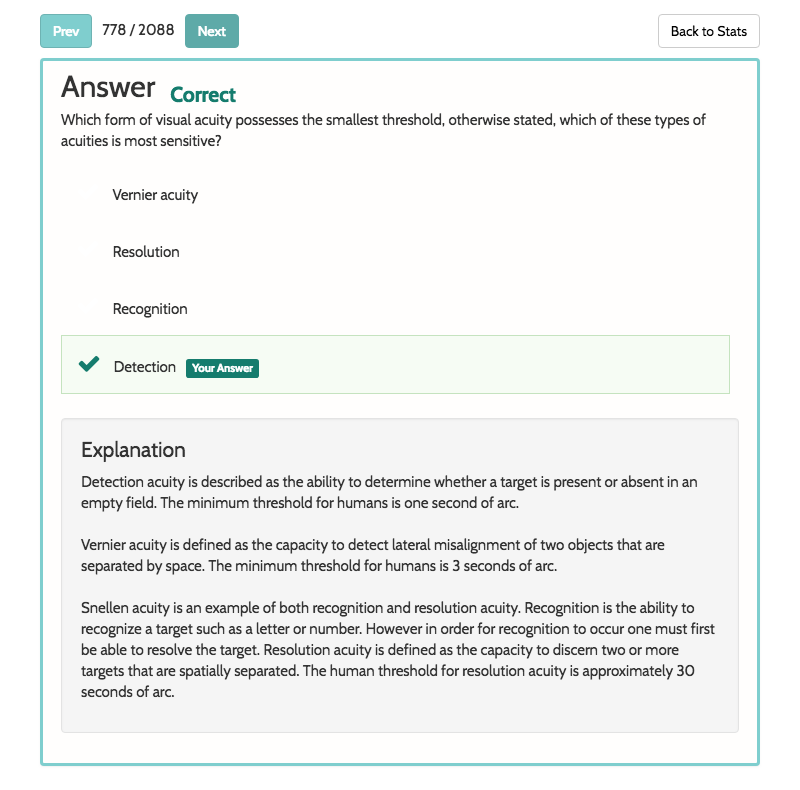 Prev 778 / 2088 Next Back to Stats
Answer Correct
Which form of visual acuity possesses the smallest threshold, otherwise stated, which of these types of
acuities is most sensitive?
Vernier acuity
Resolution
Recognition
Detection Your Answer
Explanation
Detection acuity is described as the ability to determine whether a target is present or absent in an
empty field. The minimum threshold for humans is one second of arc.
Vernier acuity is defined as the capacity to detect lateral misalignment of two objects that are
separated by space. The minimum threshold for humans is 3 seconds of arc.
Snellen acuity is an example of both recognition and resolution acuity. Recognition is the ability to
recognize a target such as a letter or number. However in order for recognition to occur one must first
be able to resolve the target. Resolution acuity is defined as the capacity to discern two or more
targets that are spatially separated. The human threshold for resolution acuity is approximately 30
seconds of arc.